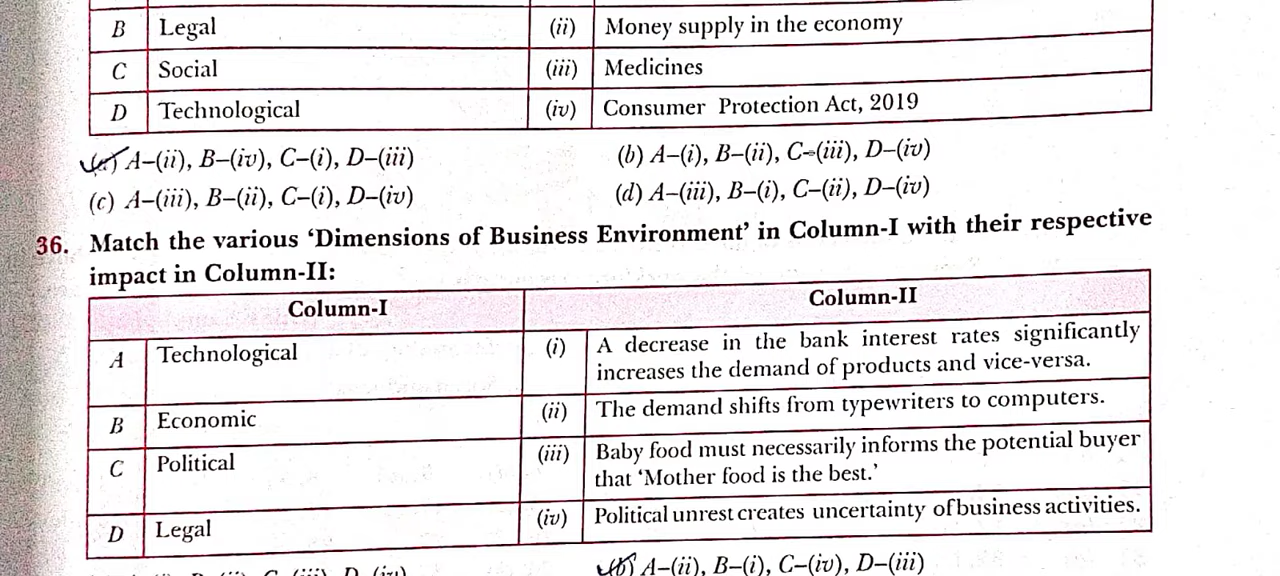 B Legal (ii) Money supply in the economy
C Social (iii) Medicines
D Technological (iv) Consumer Protection Act, 2019
A–(ii), B–(iv), C–(i), D–(iii) (b) A–(i), B–(ii), C–(iii), D–(iv)
(c) A–(iii), B–(ii), C–(i), D–(iv) (d) A–(iii), B–(i), C–(ii), D–(iv)
36. Match the various ‘Dimensions of Business Environment’ in Column-I with their respective
impact in Column-II:
Column-I Column-II
A Technological (i) A decrease in the bank interest rates significantly
increases the demand of products and vice-versa.
B Economic (ii) The demand shifts from typewriters to computers.
C Political (iii) Baby food must necessarily informs the potential buyer
that ‘Mother food is the best.’
D Legal (iv) Political unrest creates uncertainty of business activities.
(b) A–(ii), B–(i), C–(iv), D–(iii)